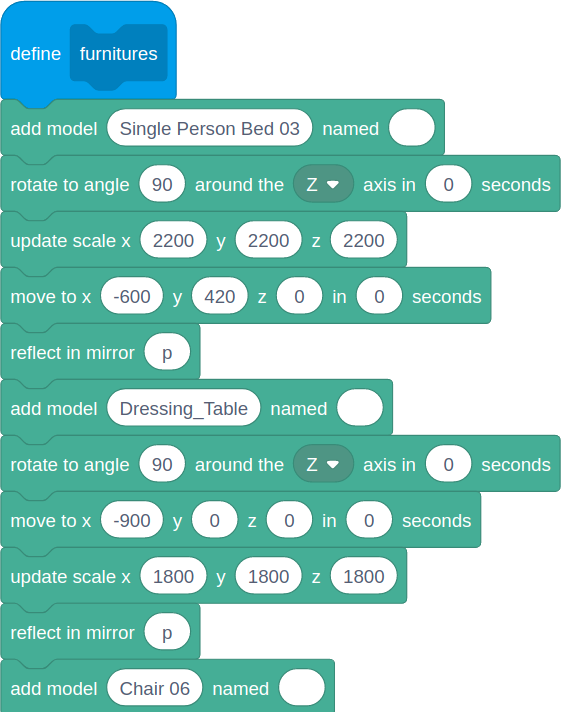 define furnitures
add model Single Person Bed 03 named
rotate to angle 90 around the Z axis in 0 seconds
update scale x 2200 y 2200 z 2200
move to x -600 y 420 z 0 in 0 seconds
reflect in mirror p
add model Dressing_Table named
rotate to angle 90 around the Z axis in 0 seconds
move to x -900 y 0 z 0 in 0 seconds
update scale x 1800 y 1800 z 1800
reflect in mirror p
add model Chair 06 named